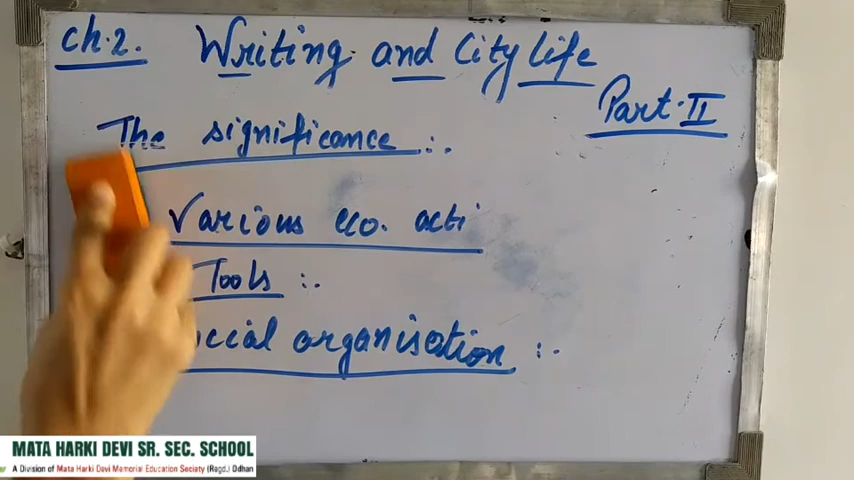 ch. 2. Writing and City life
Part. II
The significance :.
Various eco. acti
Tools :.
social organisation :.
MATA HARKI DEVI SR. SEC. SCHOOL
A Division of Mata Harki Devi Memorial Education Society (Regd.) Odhan